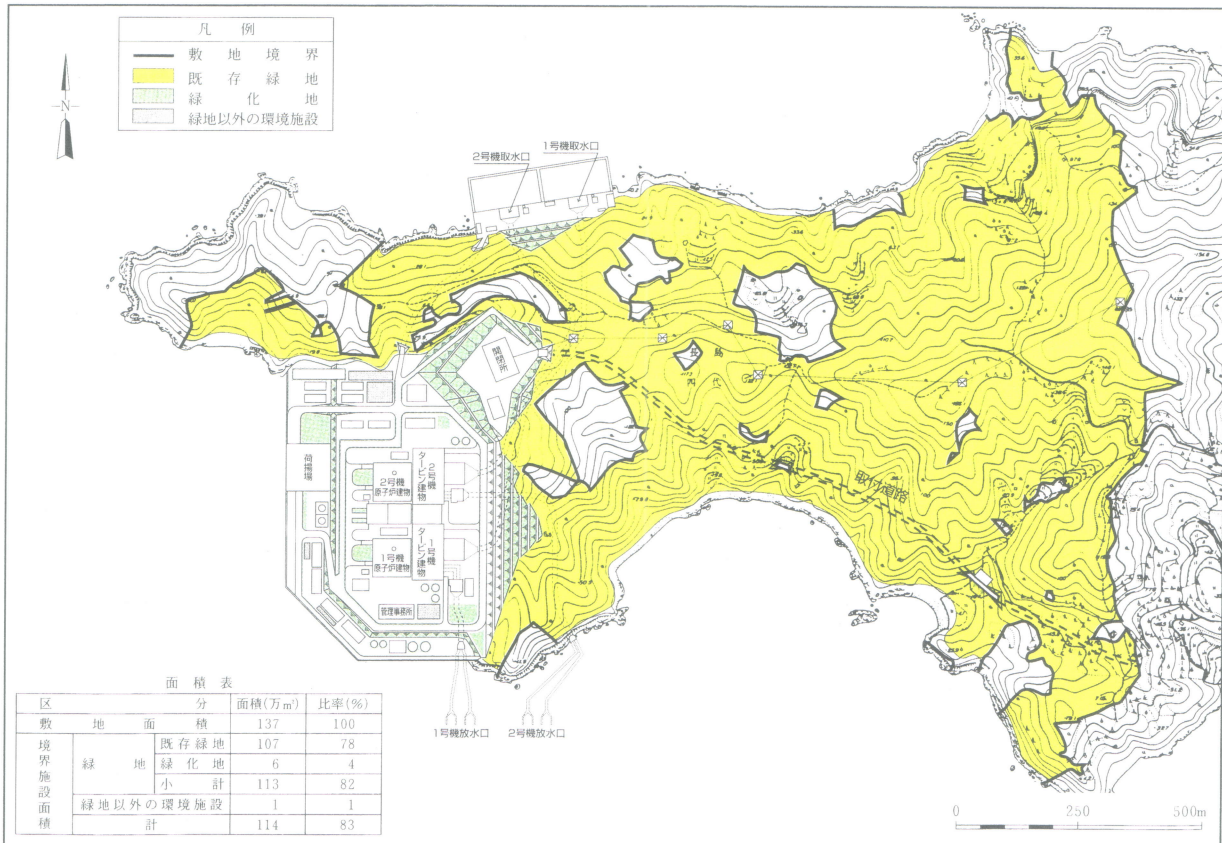 凡例
敷地境界
既存緑地
緑化地
緑地以外の環境施設
N
2号機取水口
1号機取水口
開閉所
長島
四代
荷揚場
2号機
タービン建物
2号機
原子炉建物
1号機
タービン建物
1号機
原子炉建物
管理事務所
取付道路
1号機放水口
2号機放水口
面積表
区分 面積(万㎡) 比率(%)
敷地面積 137 100
境界施設面積
緑地
既存緑地 107 78
緑化地 6 4
小計 113 82
緑地以外の環境施設 1 1
計 114 83
0 250 500m